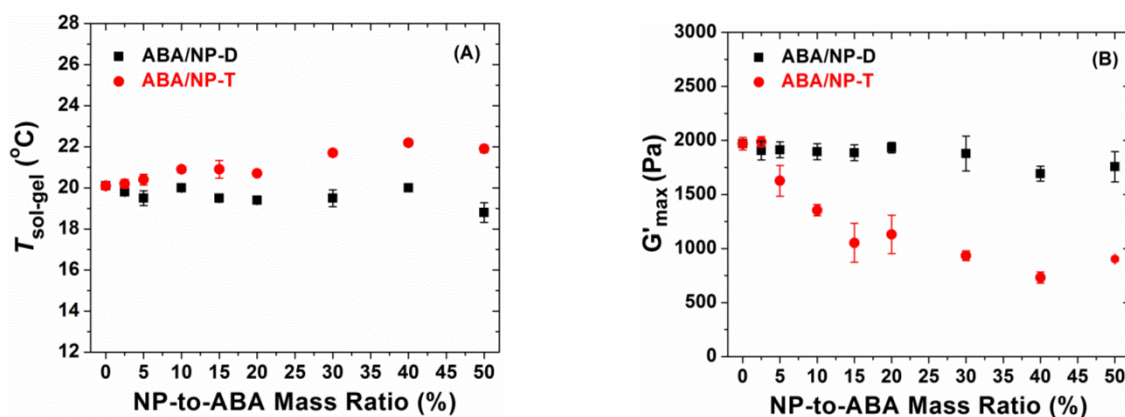 28
26
24
22
20
18
16
14
12
T sol-gel (°C)
ABA/NP-D
ABA/NP-T
(A)
0 5 10 15 20 25 30 35 40 45 50
NP-to-ABA Mass Ratio (%)
3000
2500
2000
1500
1000
500
0
G'max (Pa)
ABA/NP-D
ABA/NP-T
(B)
0 5 10 15 20 25 30 35 40 45 50
NP-to-ABA Mass Ratio (%)